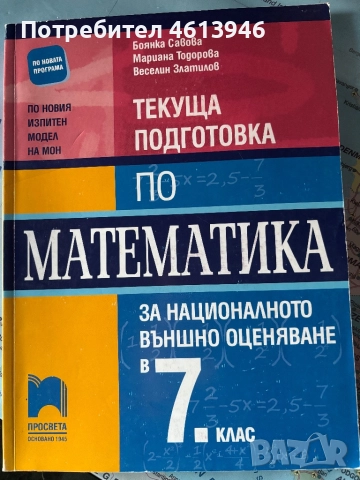 Потребител 4613946
Боянка Савова
Мариана Тодорова
Веселин Златилов
ПО НОВАТА
ПРОГРАМА
ПО НОВИЯ
ИЗПИТЕН
МОДЕЛ
НА МОН
ТЕКУЩА
ПОДГОТОВКА
ПО
МАТЕМАТИКА
ЗА НАЦИОНАЛНОТО
ВЪНШНО ОЦЕНЯВАНЕ
В
7. КЛАС
ПРОСВЕТА
ОСНОВАНО 1945
BAZAR